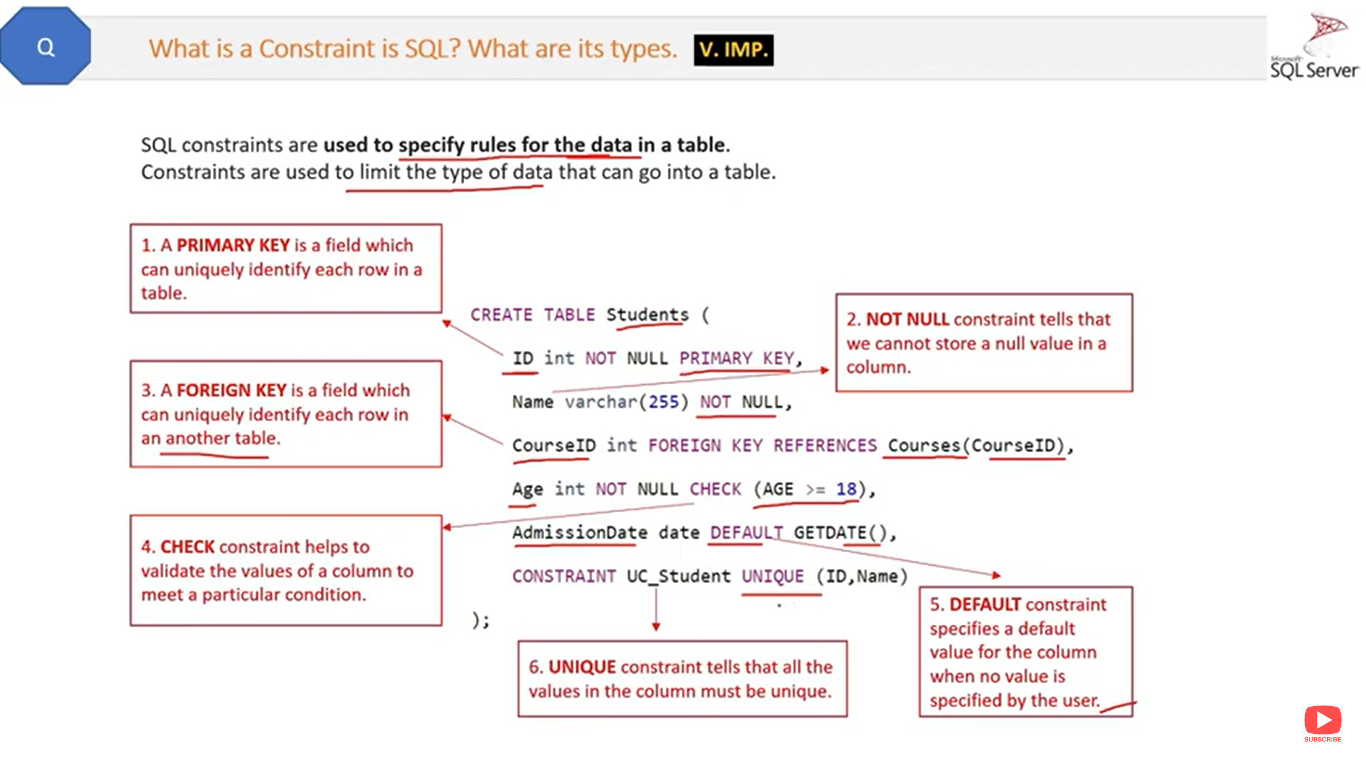 Q
What is a Constraint is SQL? What are its types. V. IMP.
Microsoft
SQL Server
SQL constraints are used to specify rules for the data in a table.
Constraints are used to limit the type of data that can go into a table.
1. A PRIMARY KEY is a field which
can uniquely identify each row in a
table.
CREATE TABLE Students (
2. NOT NULL constraint tells that
we cannot store a null value in a
column.
ID int NOT NULL PRIMARY KEY,
3. A FOREIGN KEY is a field which
can uniquely identify each row in
an another table.
Name varchar(255) NOT NULL,
CourseID int FOREIGN KEY REFERENCES Courses(CourseID),
Age int NOT NULL CHECK (AGE >= 18),
4. CHECK constraint helps to
validate the values of a column to
meet a particular condition.
AdmissionDate date DEFAULT GETDATE(),
CONSTRAINT UC_Student UNIQUE (ID,Name)
);
5. DEFAULT constraint
specifies a default
value for the column
when no value is
specified by the user.
6. UNIQUE constraint tells that all the
values in the column must be unique.
SUBSCRIBE